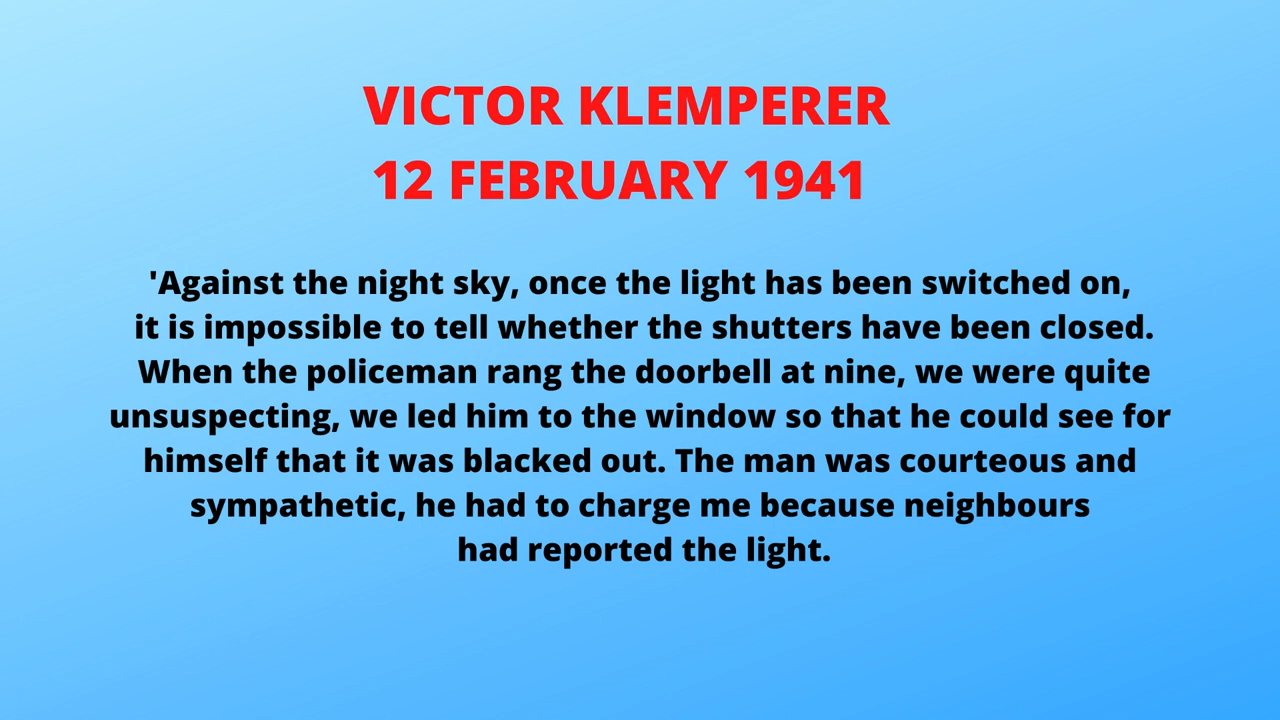 VICTOR KLEMPERER
12 FEBRUARY 1941
'Against the night sky, once the light has been switched on,
it is impossible to tell whether the shutters have been closed.
When the policeman rang the doorbell at nine, we were quite
unsuspecting, we led him to the window so that he could see for
himself that it was blacked out. The man was courteous and
sympathetic, he had to charge me because neighbours
had reported the light.